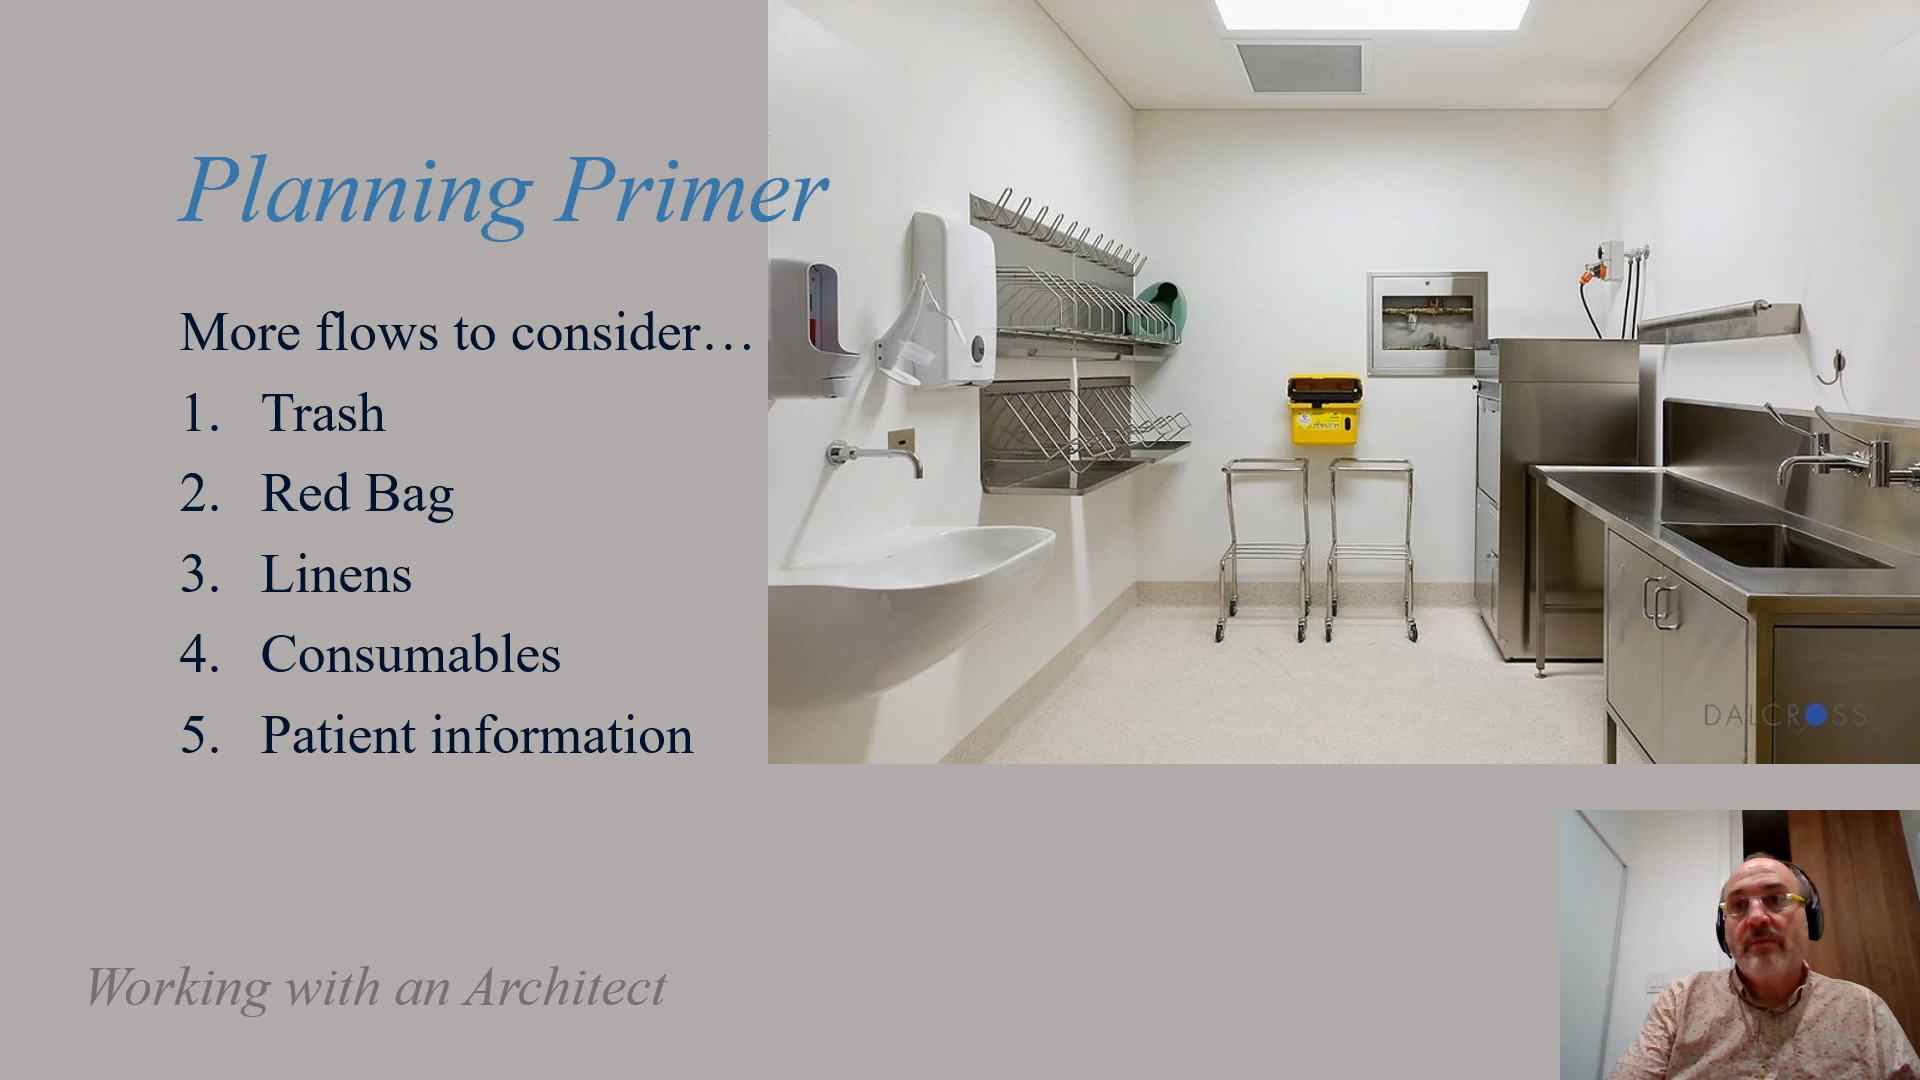 Planning Primer
More flows to consider…
1. Trash
2. Red Bag
3. Linens
4. Consumables
5. Patient information
DALCROSS
Working with an Architect